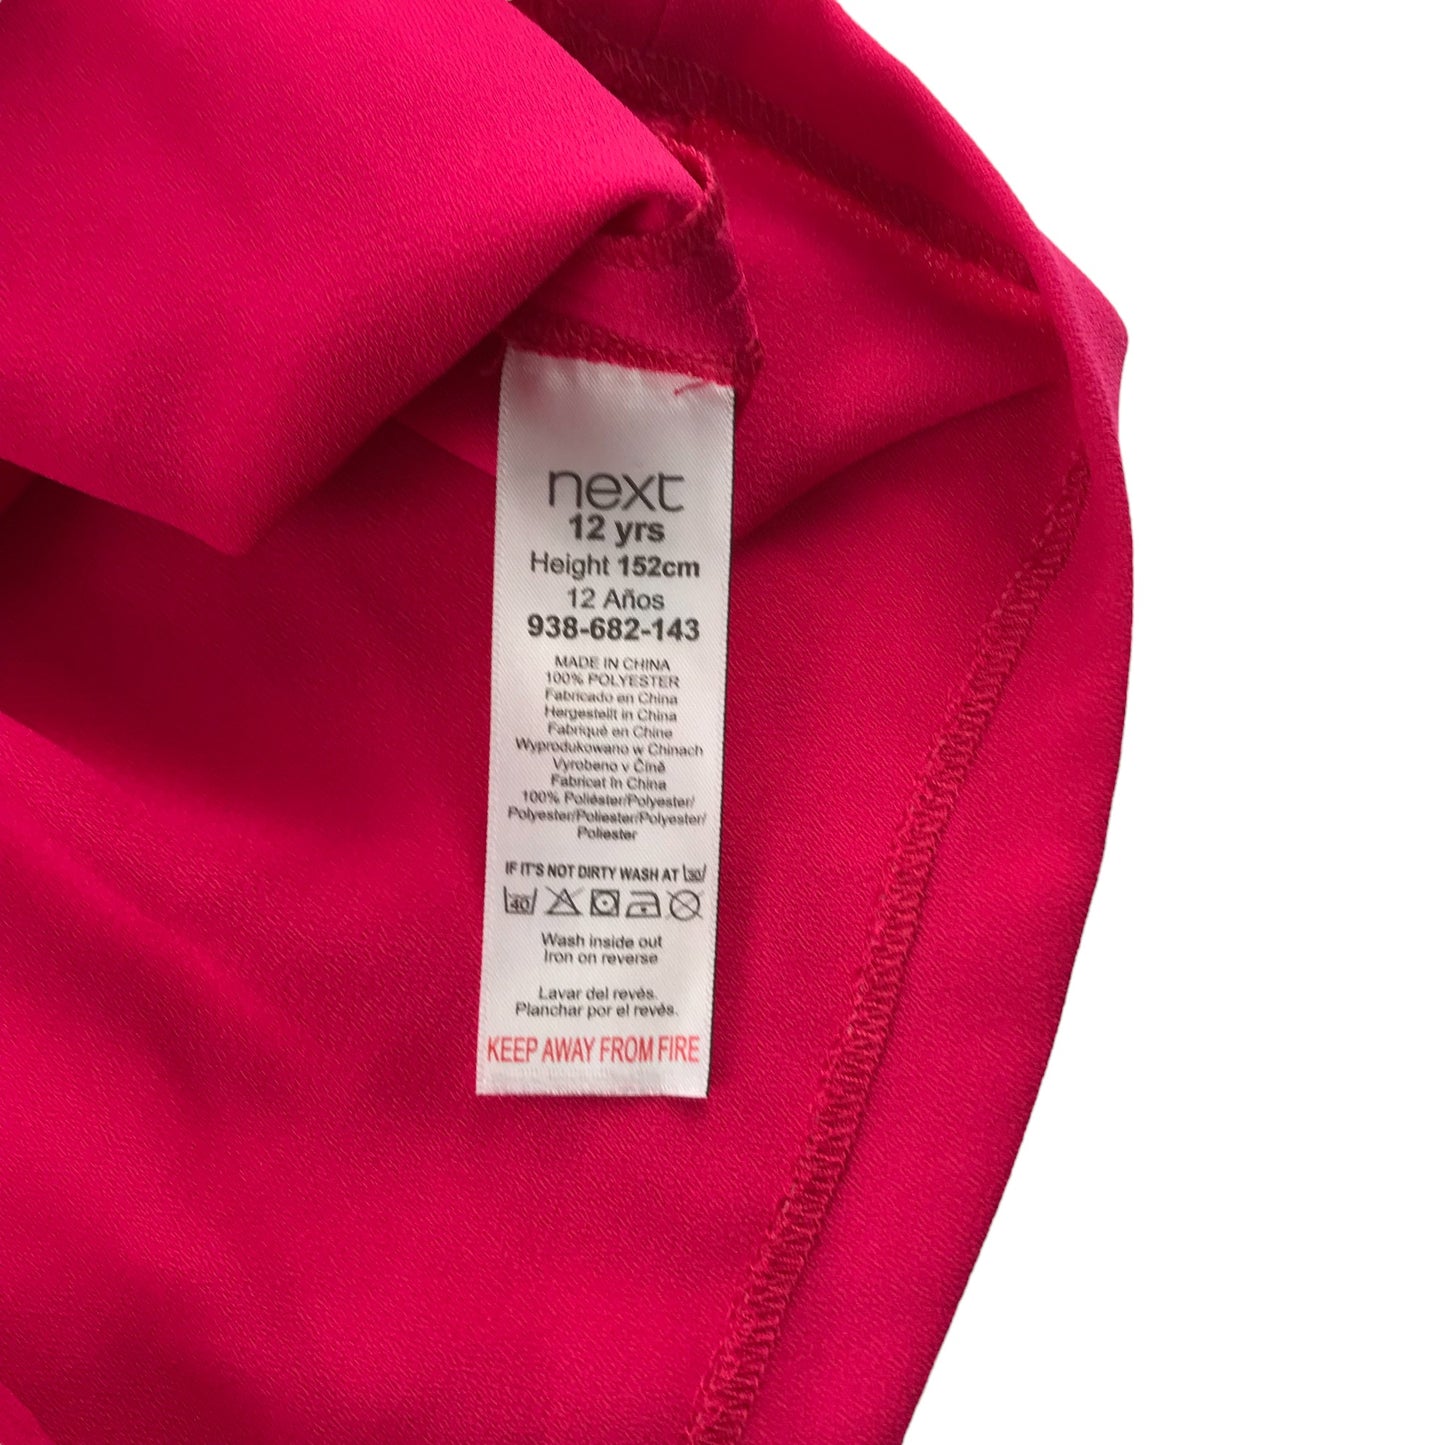 next
12 yrs
Height 152cm
12 Años
938-682-143
MADE IN CHINA
100% POLYESTER
Fabricado en China
Hergestellt in China
Fabriqué en Chine
Wyprodukowano w Chinach
Vyrobeno v Číně
Fabricat în China
100% Poliéster/Polyester/
Polyester/Poliester/Polyester/
Poliester
IF IT'S NOT DIRTY WASH AT 30
40
Wash inside out
Iron on reverse
Lavar del revés.
Planchar por el revés.
KEEP AWAY FROM FIRE